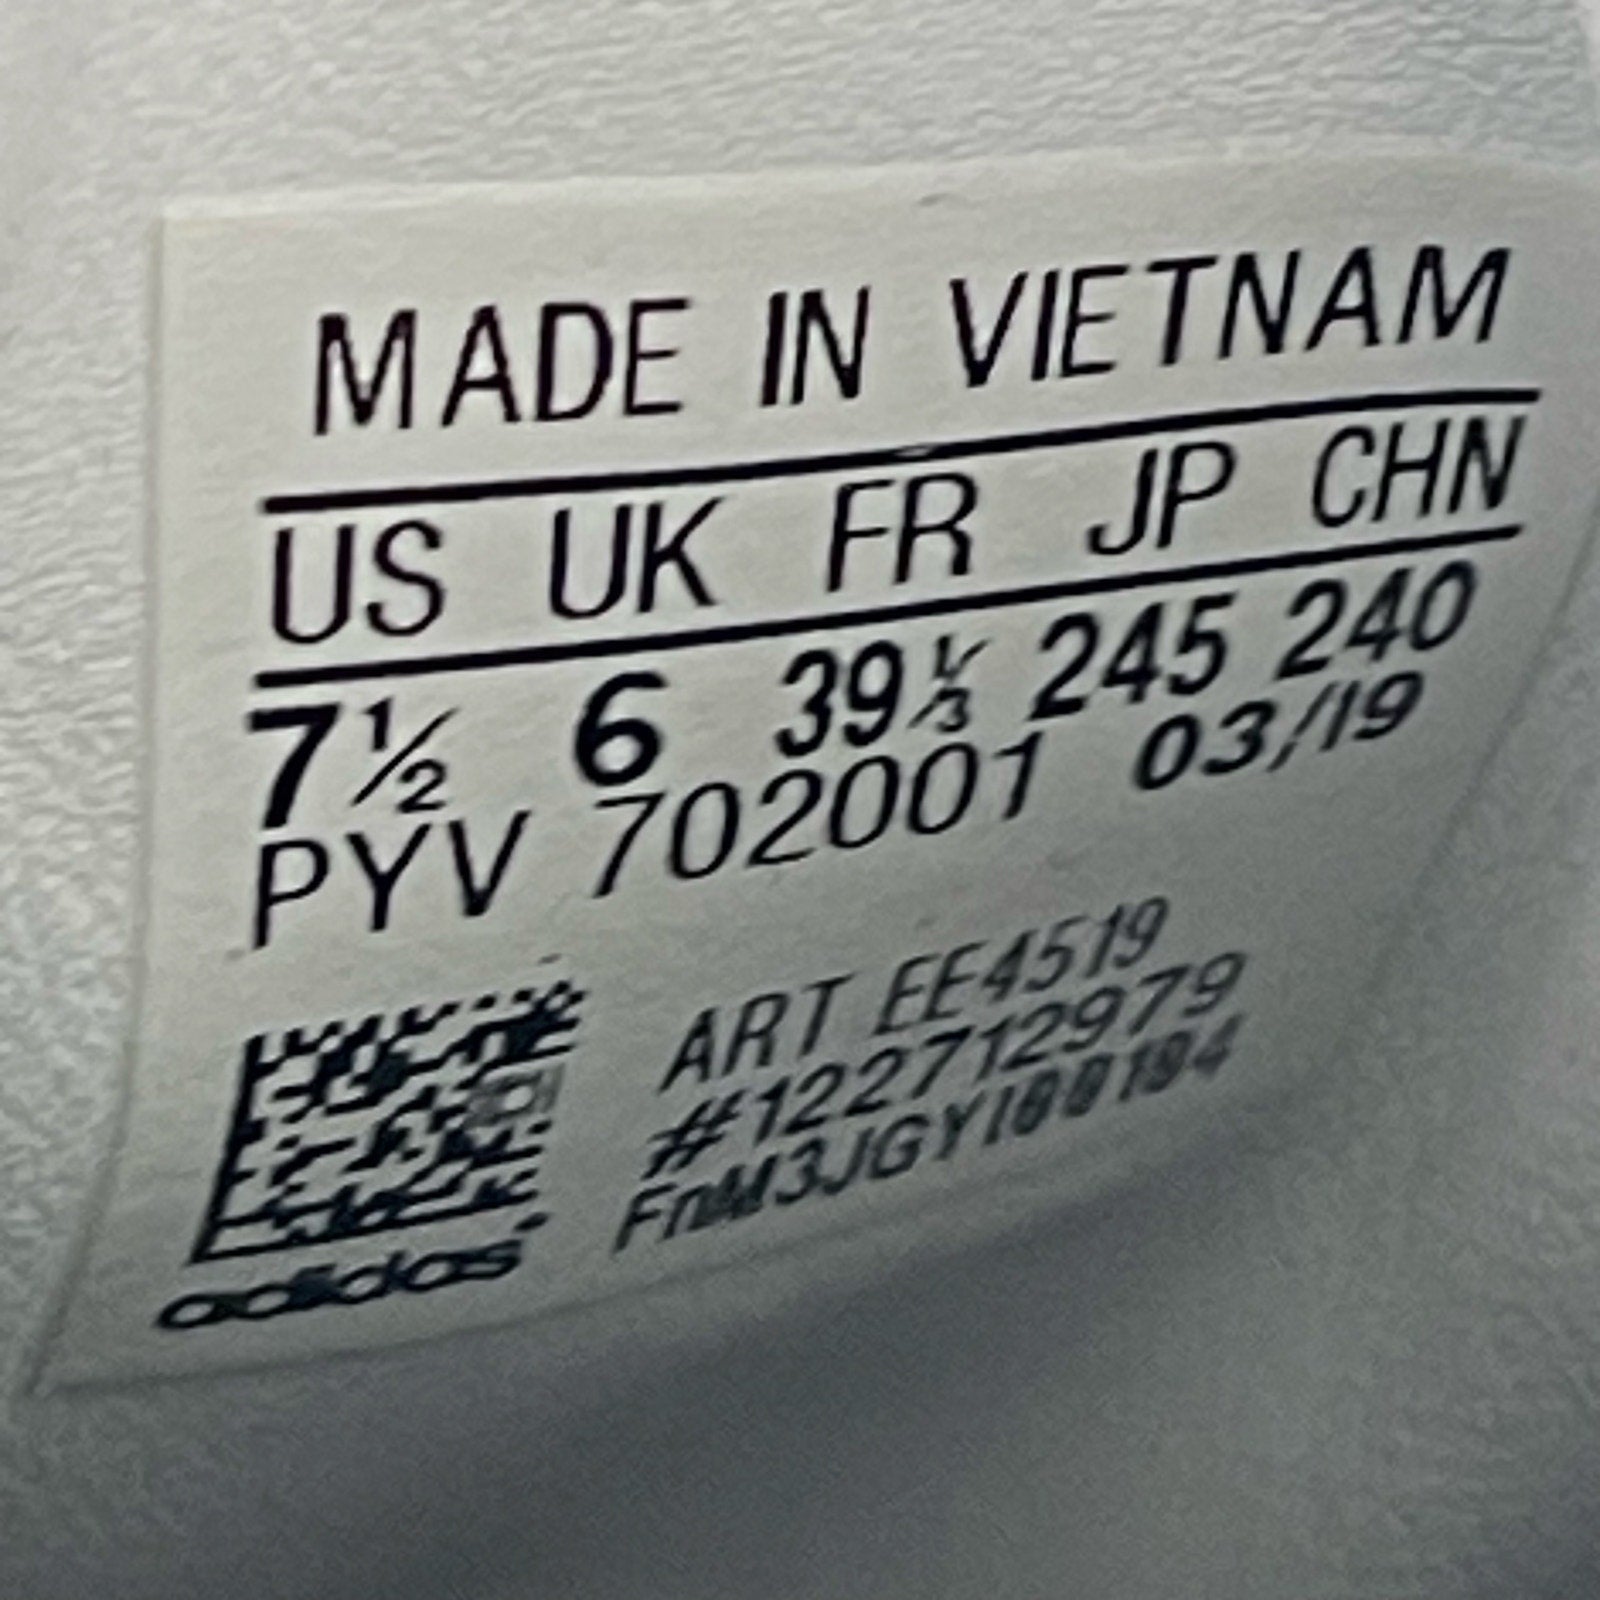 MADE IN VIETNAM
US UK FR JP CHN
7½ 6 39⅓ 245 240
PYV 702001 03/19
ART EE4519
#122712979
FnM3JGYI00194
adidas